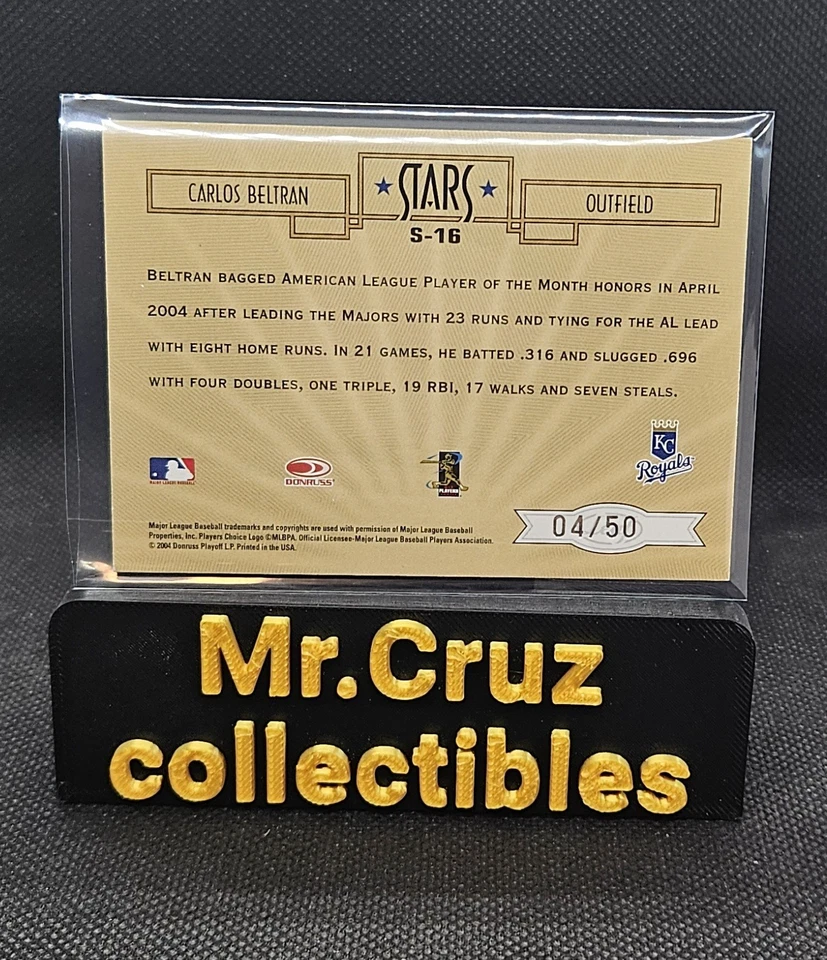 CARLOS BELTRAN
STARS
OUTFIELD
S-16
BELTRAN BAGGED AMERICAN LEAGUE PLAYER OF THE MONTH HONORS IN APRIL
2004 AFTER LEADING THE MAJORS WITH 23 RUNS AND TYING FOR THE AL LEAD
WITH EIGHT HOME RUNS. IN 21 GAMES, HE BATTED .316 AND SLUGGED .696
WITH FOUR DOUBLES, ONE TRIPLE, 19 RBI, 17 WALKS AND SEVEN STEALS.
MAJOR LEAGUE BASEBALL
DONRUSS
PLAYERS
KC
Royals
Major League Baseball trademarks and copyrights are used with permission of Major League Baseball
Properties, Inc. Players Choice Logo ©MLBPA. Official Licensee-Major League Baseball Players Association.
© 2004 Donruss Playoff L.P. Printed in the USA.
04/50
Mr.Cruz
collectibles